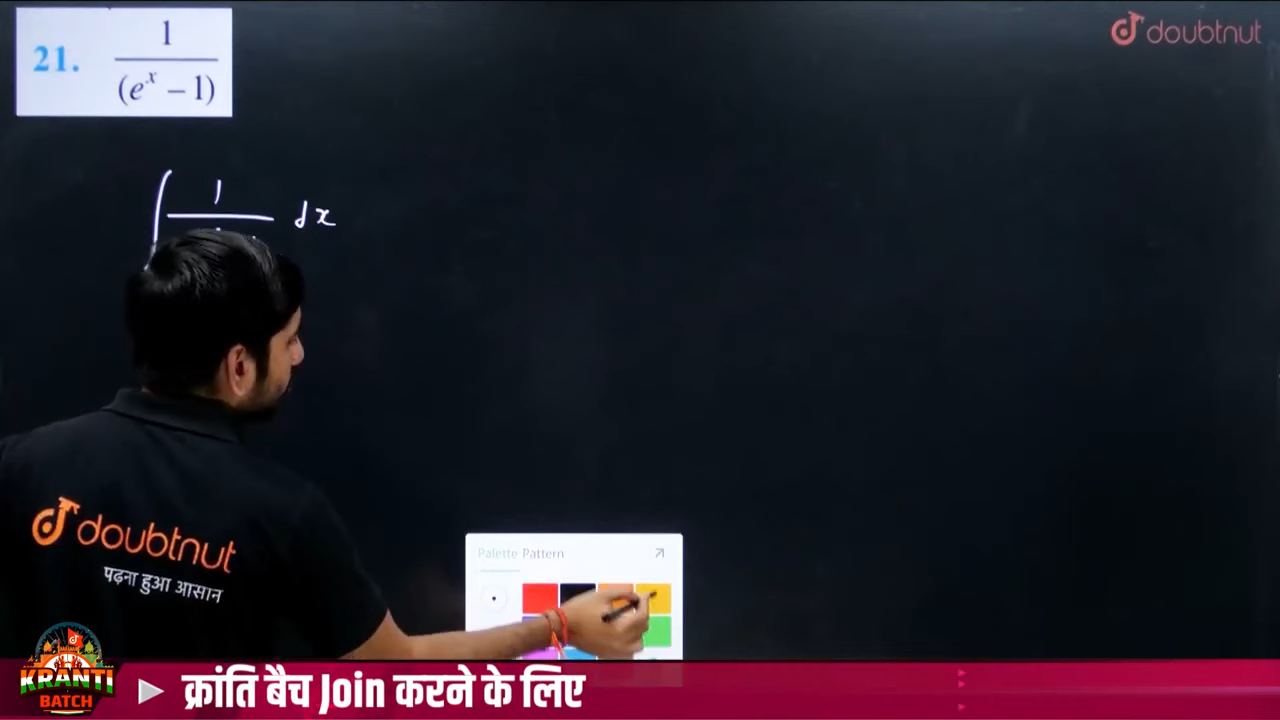 21. 1/(e^x – 1)
doubtnut
∫ 1/ dx
doubtnut
पढ़ना हुआ आसान
Palette Pattern
KRANTI
BATCH
क्रांति बैच Join करने के लिए